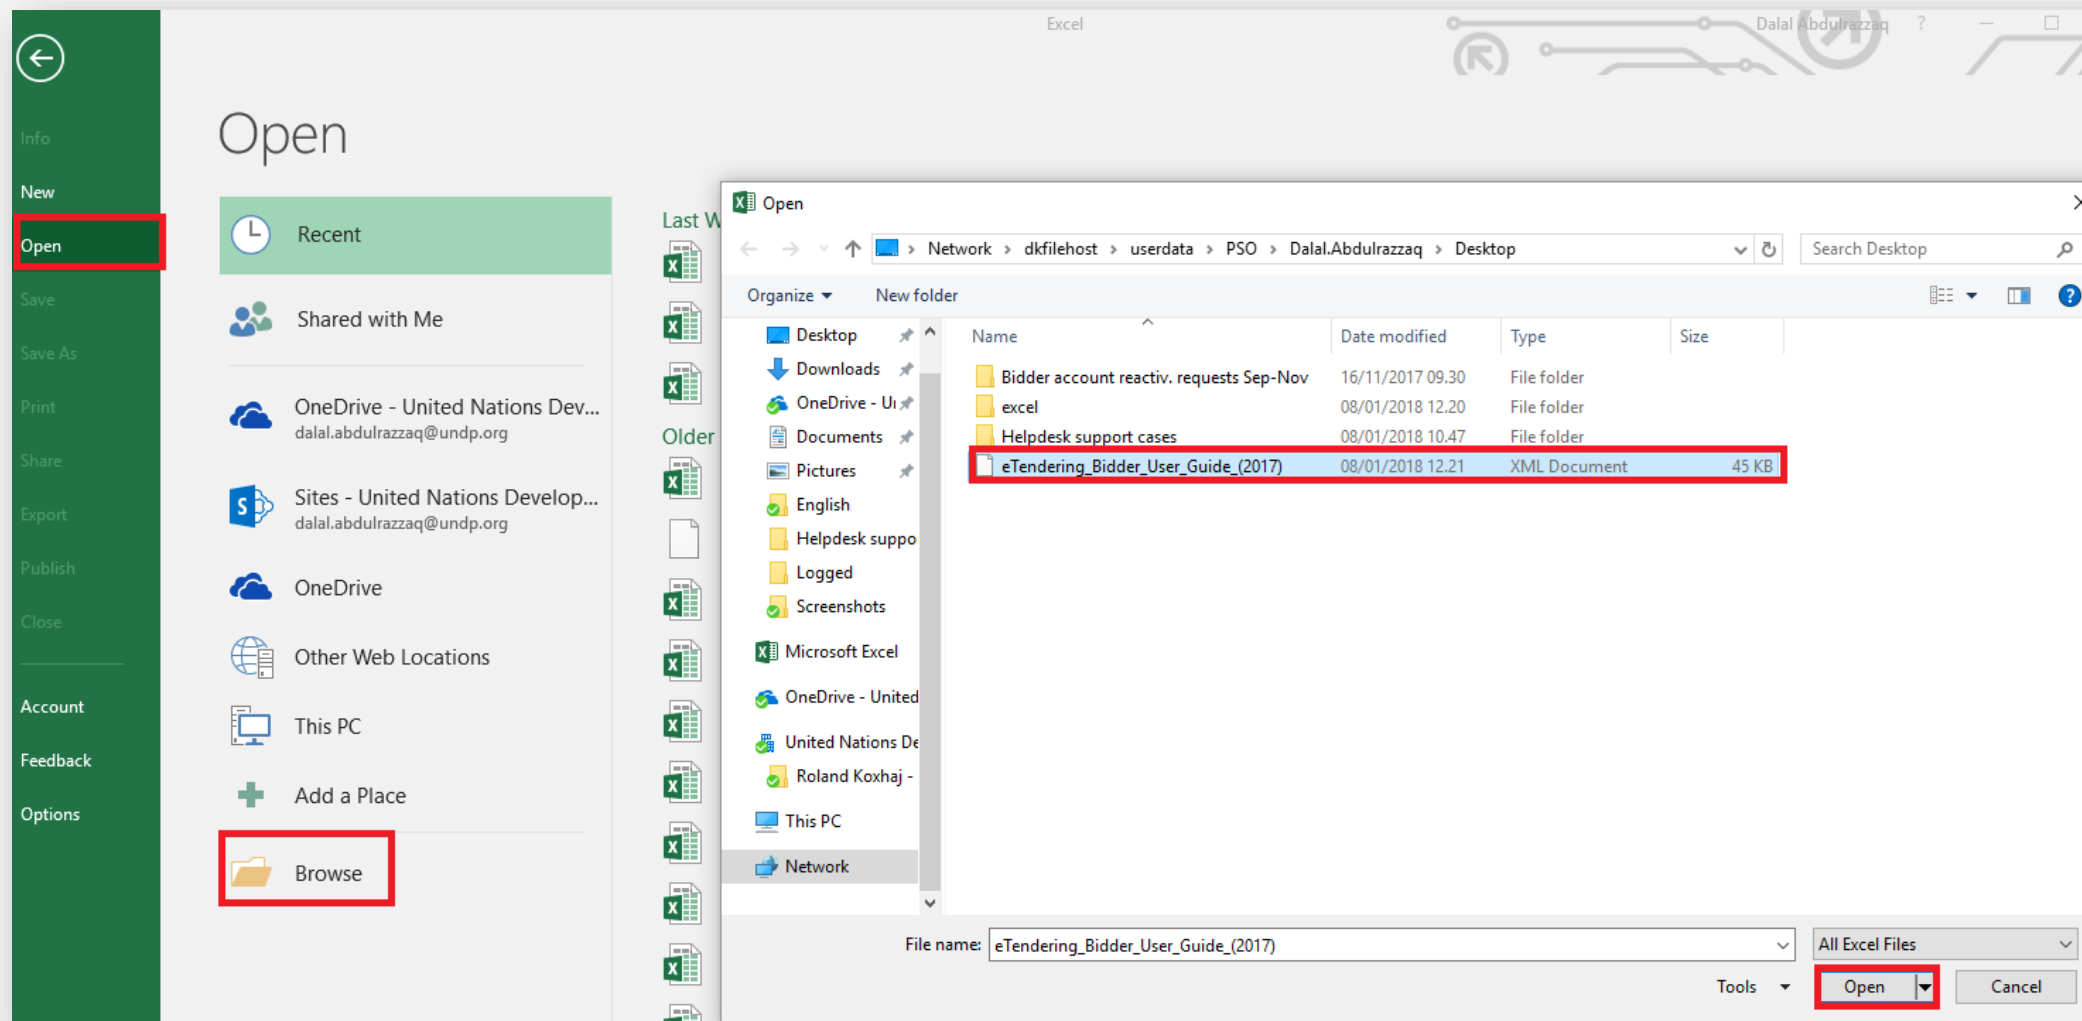 Excel
Dalal Abdulrazzaq ?
Info
New
Open
Save
Save As
Print
Share
Export
Publish
Close
Account
Feedback
Options
Open
Recent
Shared with Me
OneDrive - United Nations Dev...
dalal.abdulrazzaq@undp.org
Sites - United Nations Develop...
dalal.abdulrazzaq@undp.org
OneDrive
Other Web Locations
This PC
Add a Place
Browse
Last W
Older
Open
Network > dkfilehost > userdata > PSO > Dalal.Abdulrazzaq > Desktop
Search Desktop
Organize
New folder
Desktop
Downloads
OneDrive - Ui
Documents
Pictures
English
Helpdesk suppo
Logged
Screenshots
Microsoft Excel
OneDrive - United
United Nations De
Roland Koxhaj -
This PC
Network
Name Date modified Type Size
Bidder account reactiv. requests Sep-Nov 16/11/2017 09.30 File folder
excel 08/01/2018 12.20 File folder
Helpdesk support cases 08/01/2018 10.47 File folder
eTendering_Bidder_User_Guide_(2017) 08/01/2018 12.21 XML Document 45 KB
File name: eTendering_Bidder_User_Guide_(2017)
All Excel Files
Tools
Open
Cancel